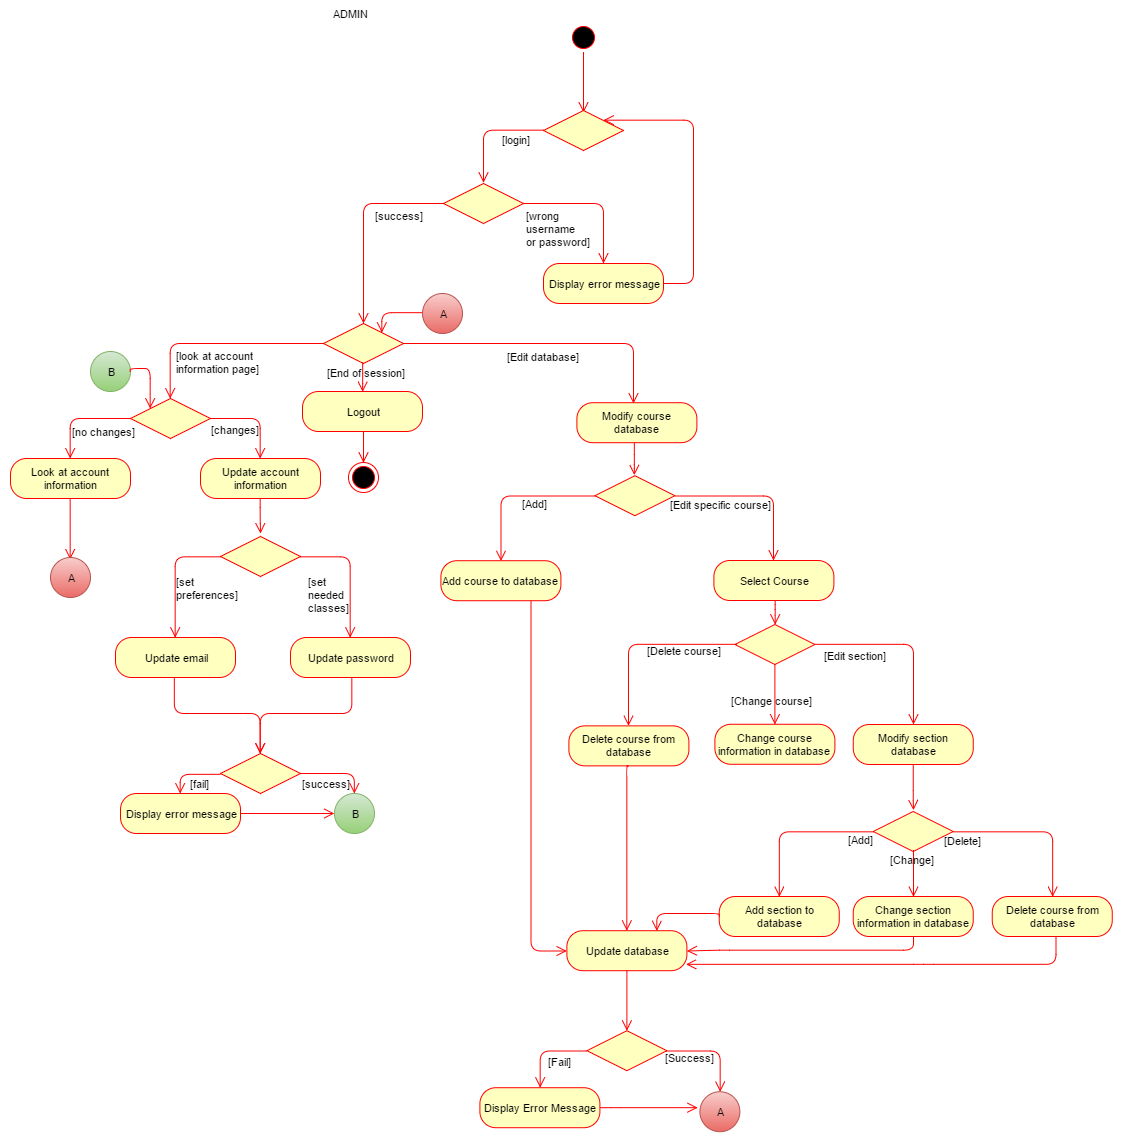 ADMIN
[login]
[success]
[wrong
username
or password]
Display error message
A
[look at account
information page]
[End of session]
[Edit database]
B
[no changes]
[changes]
Logout
Modify course
database
Look at account
information
Update account
information
[Add]
[Edit specific course]
A
[set
preferences]
[set
needed
classes]
Add course to database
Select Course
Update email
Update password
[Delete course]
[Edit section]
[Change course]
Delete course from
database
Change course
information in database
Modify section
database
[fail]
[success]
Display error message
B
[Add]
[Change]
[Delete]
Add section to
database
Change section
information in database
Delete course from
database
Update database
[Fail]
[Success]
Display Error Message
A